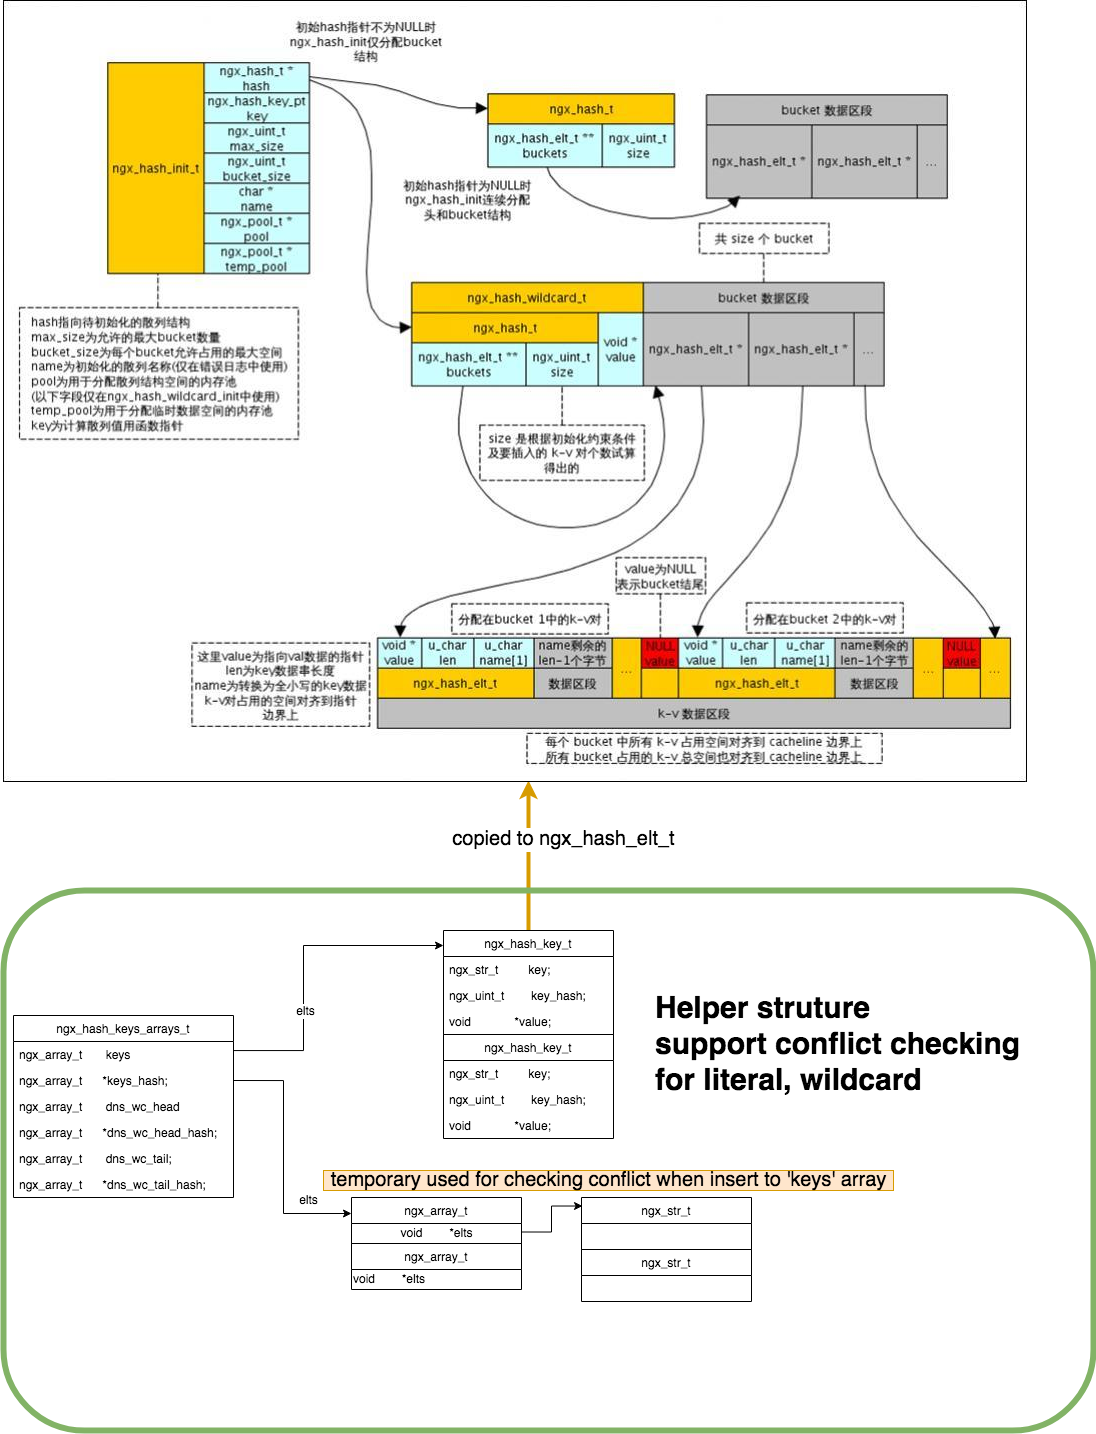 初始hash指针不为NULL时
ngx_hash_init仅分配bucket
结构
ngx_hash_init_t
ngx_hash_t *
hash
ngx_hash_key_pt
key
ngx_uint_t
max_size
ngx_uint_t
bucket_size
char *
name
ngx_pool_t *
pool
ngx_pool_t *
temp_pool
ngx_hash_t
ngx_hash_elt_t **
buckets
ngx_uint_t
size
bucket 数据区段
ngx_hash_elt_t *
ngx_hash_elt_t *
...
初始hash指针为NULL时
ngx_hash_init连续分配
头和bucket结构
共 size 个 bucket
hash指向待初始化的散列结构
max_size为允许的最大bucket数量
bucket_size为每个bucket允许占用的最大空间
name为初始化的散列名称(仅在错误日志中使用)
pool为用于分配散列结构空间的内存池
(以下字段仅在ngx_hash_wildcard_init中使用)
temp_pool为用于分配临时数据空间的内存池
key为计算散列值用函数指针
ngx_hash_wildcard_t
ngx_hash_t
ngx_hash_elt_t **
buckets
ngx_uint_t
size
void *
value
bucket 数据区段
ngx_hash_elt_t *
ngx_hash_elt_t *
...
size 是根据初始化约束条件
及要插入的 k-v 对个数试算
得出的
value为NULL
表示bucket结尾
分配在bucket 1中的k-v对
分配在bucket 2中的k-v对
这里value为指向val数据的指针
len为key数据串长度
name为转换为全小写的key数据
k-v对占用的空间对齐到指针
边界上
void *
value
u_char
len
u_char
name[1]
name剩余的
len-1个字节
...
NULL
value
void *
value
u_char
len
u_char
name[1]
name剩余的
len-1个字节
...
NULL
value
...
ngx_hash_elt_t
数据区段
ngx_hash_elt_t
数据区段
k-v 数据区段
每个 bucket 中所有 k-v 占用空间对齐到 cacheline 边界上
所有 bucket 占用的 k-v 总空间也对齐到 cacheline 边界上
copied to ngx_hash_elt_t
ngx_hash_key_t
ngx_str_t key;
ngx_uint_t key_hash;
void *value;
ngx_hash_key_t
ngx_str_t key;
ngx_uint_t key_hash;
void *value;
elts
ngx_hash_keys_arrays_t
ngx_array_t keys
ngx_array_t *keys_hash;
ngx_array_t dns_wc_head
ngx_array_t *dns_wc_head_hash;
ngx_array_t dns_wc_tail;
ngx_array_t *dns_wc_tail_hash;
Helper struture
support conflict checking
for literal, wildcard
temporary used for checking conflict when insert to 'keys' array
elts
ngx_array_t
void *elts
ngx_array_t
void *elts
ngx_str_t
ngx_str_t